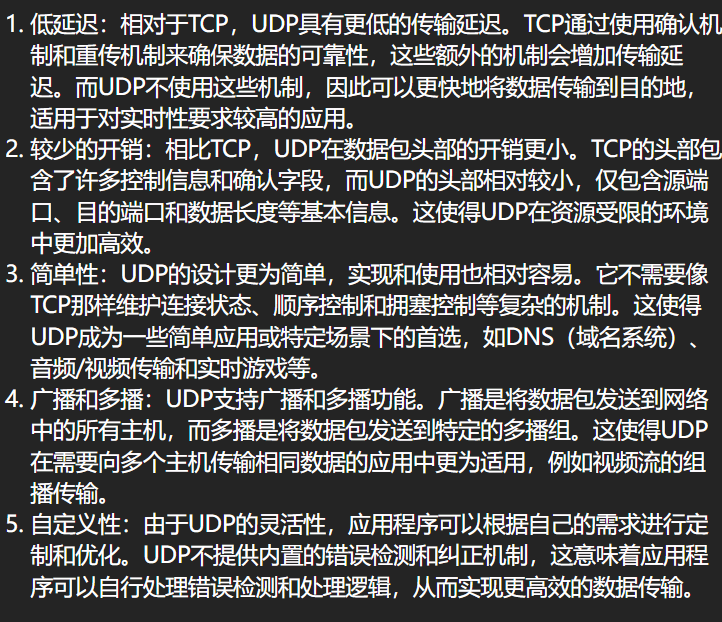 1. 低延迟：相对于TCP，UDP具有更低的传输延迟。TCP通过使用确认机
制和重传机制来确保数据的可靠性，这些额外的机制会增加传输延
迟。而UDP不使用这些机制，因此可以更快地将数据传输到目的地，
适用于对实时性要求较高的应用。
2. 较少的开销：相比TCP，UDP在数据包头部的开销更小。TCP的头部包
含了许多控制信息和确认字段，而UDP的头部相对较小，仅包含源端
口、目的端口和数据长度等基本信息。这使得UDP在资源受限的环境
中更加高效。
3. 简单性：UDP的设计更为简单，实现和使用也相对容易。它不需要像
TCP那样维护连接状态、顺序控制和拥塞控制等复杂的机制。这使得
UDP成为一些简单应用或特定场景下的首选，如DNS（域名系统）、
音频/视频传输和实时游戏等。
4. 广播和多播：UDP支持广播和多播功能。广播是将数据包发送到网络
中的所有主机，而多播是将数据包发送到特定的多播组。这使得UDP
在需要向多个主机传输相同数据的应用中更为适用，例如视频流的组
播传输。
5. 自定义性：由于UDP的灵活性，应用程序可以根据自己的需求进行定
制和优化。UDP不提供内置的错误检测和纠正机制，这意味着应用程
序可以自行处理错误检测和处理逻辑，从而实现更高效的数据传输。